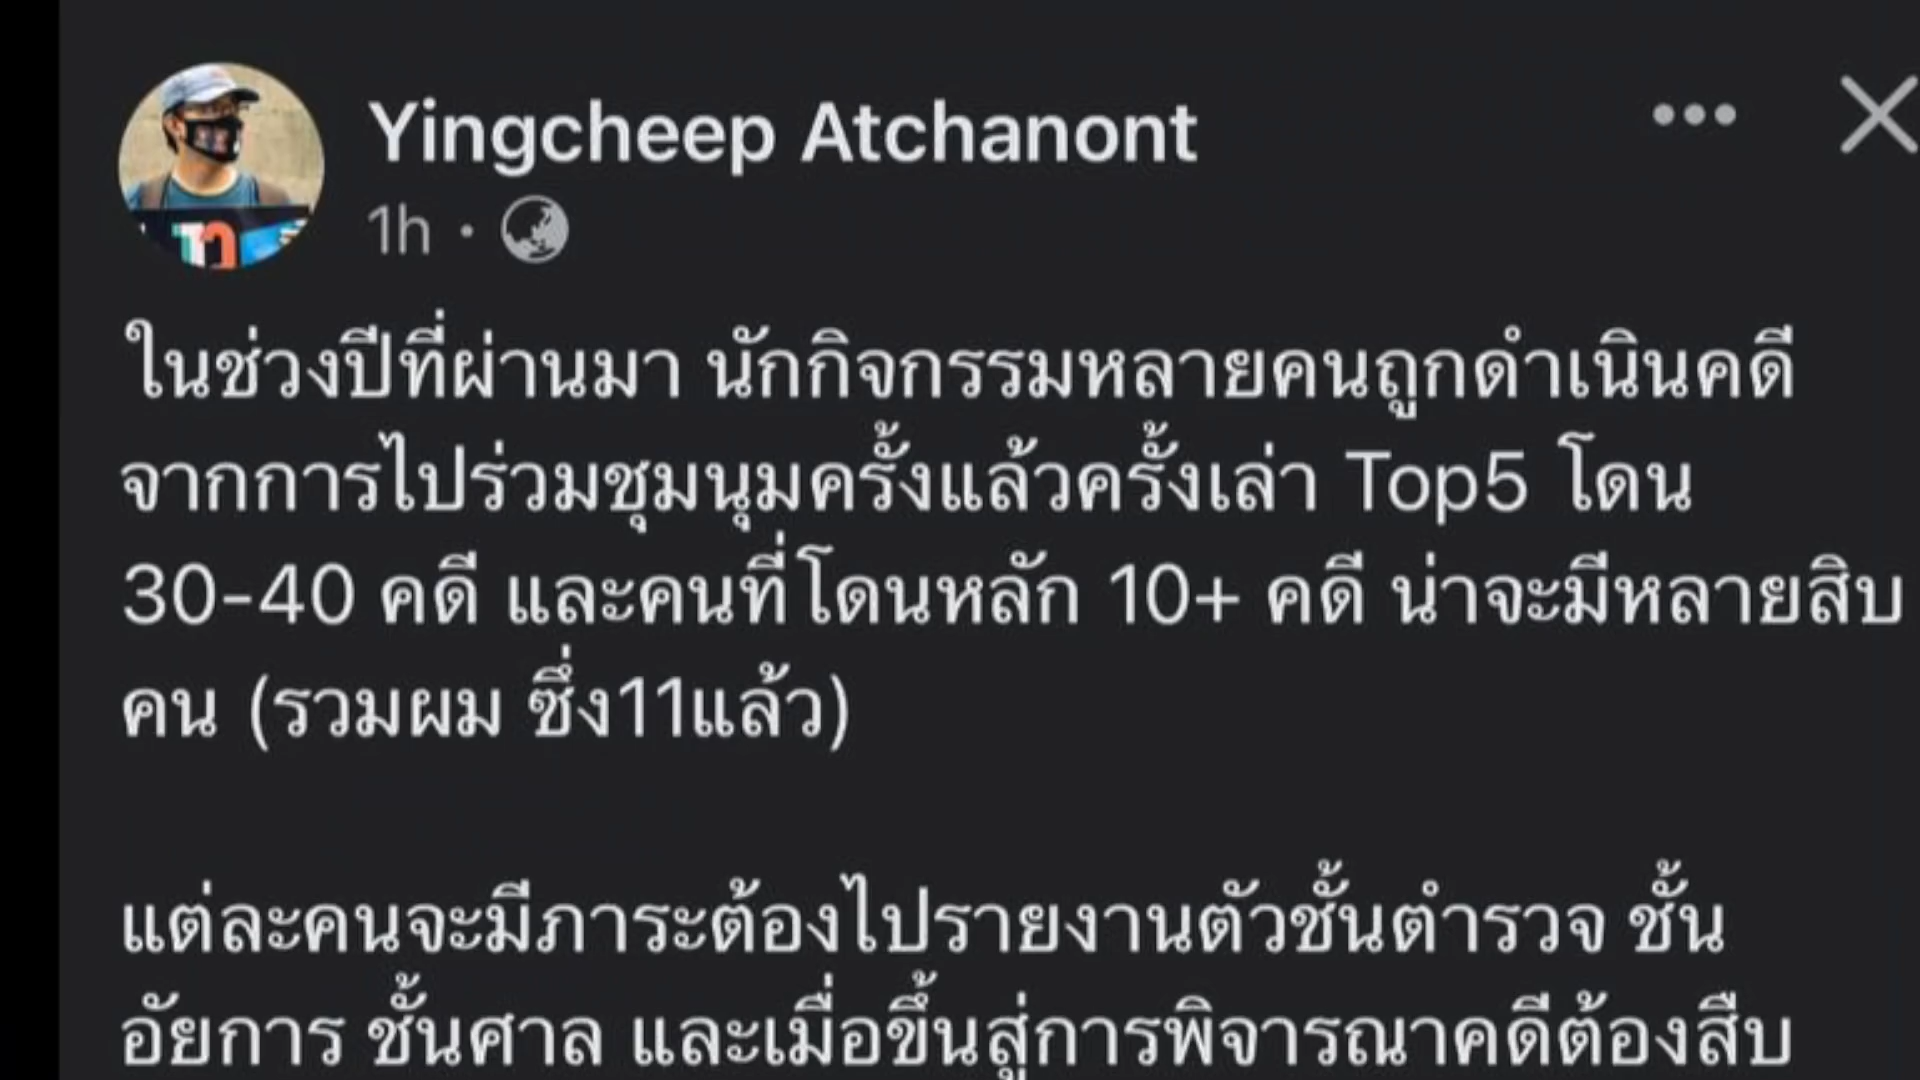 Yingcheep Atchanont
1h
ในช่วงปีที่ผ่านมา นักกิจกรรมหลายคนถูกดำเนินคดี
จากการไปร่วมชุมนุมครั้งแล้วครั้งเล่า Top5 โดน
30-40 คดี และคนที่โดนหลัก 10+ คดี น่าจะมีหลายสิบ
คน (รวมผม ซึ่ง11แล้ว)
แต่ละคนจะมีภาระต้องไปรายงานตัวชั้นตำรวจ ชั้น
อัยการ ชั้นศาล และเมื่อขึ้นสู่การพิจารณาคดีต้องสืบ